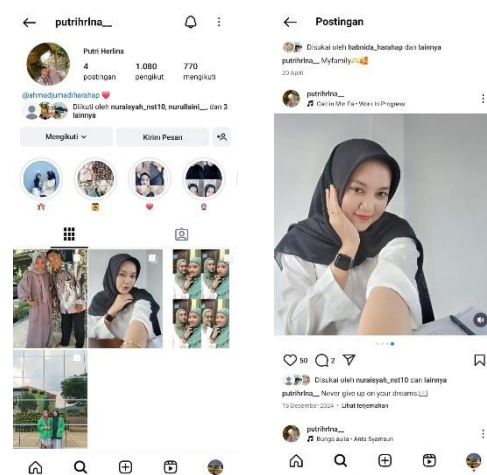 putrihrlna__
Putri Herlina
4
postingan
1.080
pengikut
770
mengikuti
@ahmadjumadiharahap
Diikuti oleh nuraisyah_nst10, nurullaini__, dan 3
lainnya
Mengikuti
Kirim Pesan
Postingan
Disukai oleh habnida_harahap dan lainnya
putrihrlna__ Myfamily
20 April
putrihrlna__
Call in Me Fa • Work In Progress
50
2
Disukai oleh nuraisyah_nst10 dan lainnya
putrihrlna__ Never give up on your dreams
15 Desember 2024 • Lihat terjemahan
putrihrlna__
Bunga aulia • Anta Syamsun